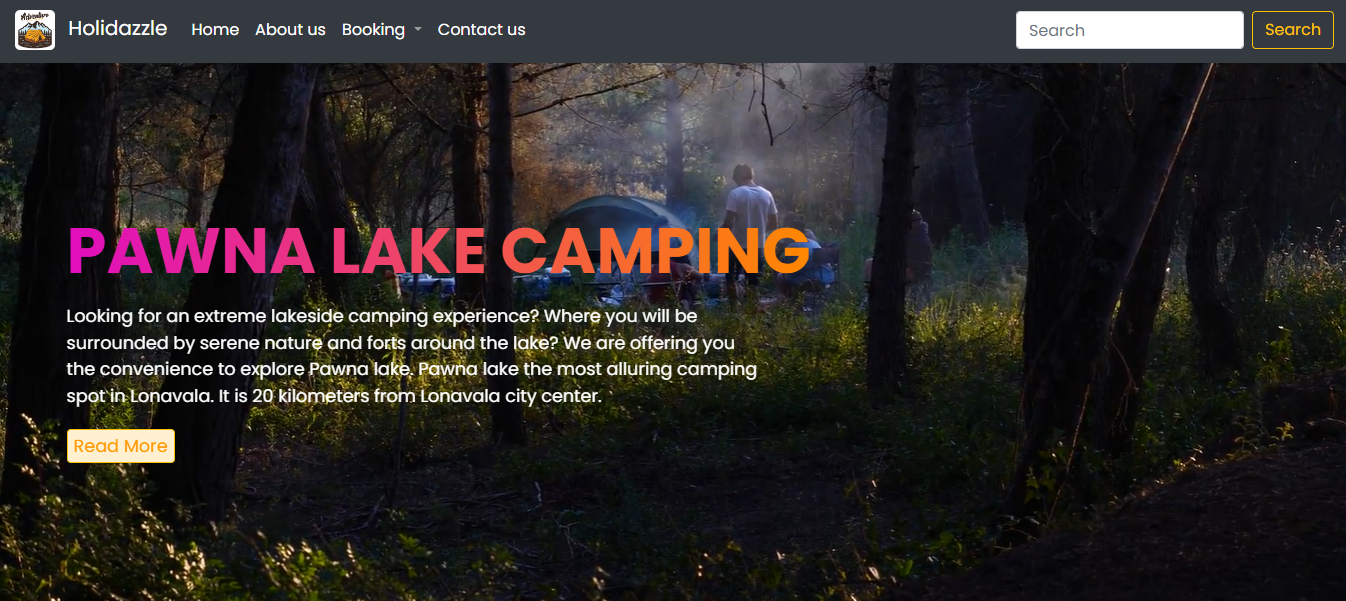 Adventure
Holidazzle
Home
About us
Booking
Contact us
Search
Search
PAWNA LAKE CAMPING
Looking for an extreme lakeside camping experience? Where you will be
surrounded by serene nature and forts around the lake? We are offering you
the convenience to explore Pawna lake. Pawna lake the most alluring camping
spot in Lonavala. It is 20 kilometers from Lonavala city center.
Read More